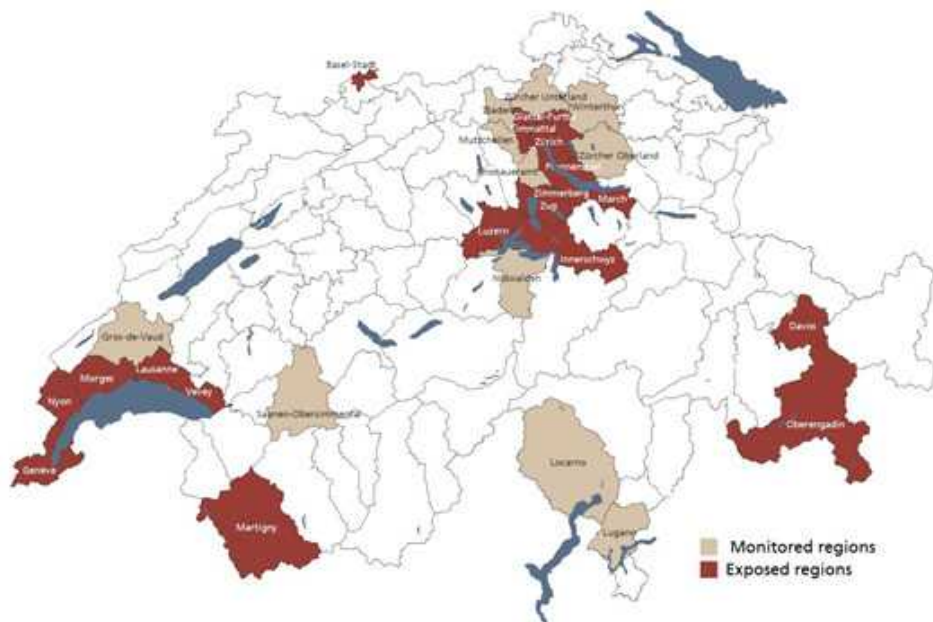 Basel-Stadt
Zürcher Unterland
Baden
Winterthur
Glattal-Furttal
Limmattal
Mutschellen
Zürich
Zürcher Oberland
Knonaueramt
Pfannenstiel
Zimmerberg
March
Zug
Luzern
Innerschwyz
Nidwalden
Davos
Gros-de-Vaud
Lausanne
Morges
Vevey
Nyon
Saanen-Obersimmental
Oberengadin
Genève
Locarno
Martigny
Lugano
Monitored regions
Exposed regions